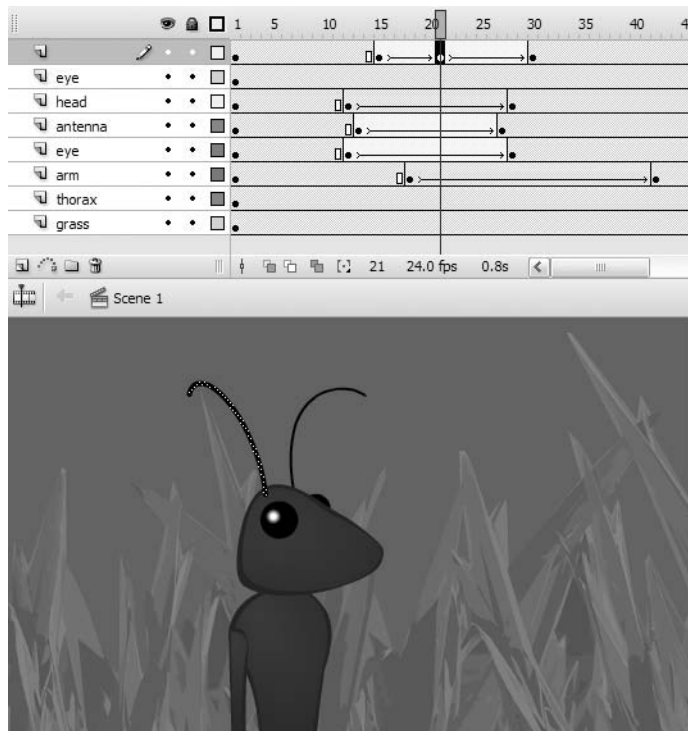 1 5 10 15 20 25 30 35 40 4
eye
head
antenna
eye
arm
thorax
grass
21 24.0 fps 0.8s
Scene 1